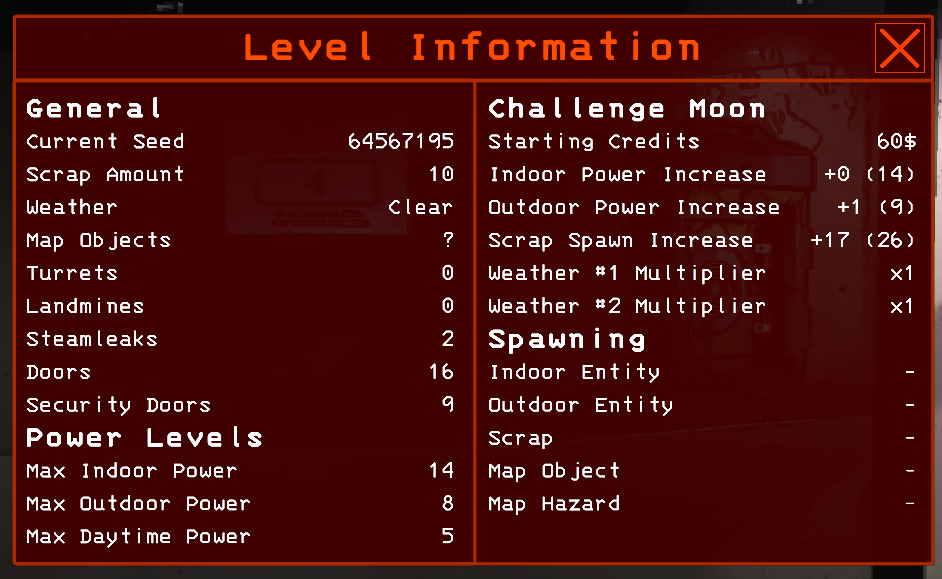 Level Information
General
Current Seed 64567195
Scrap Amount 10
Weather Clear
Map Objects ?
Turrets 0
Landmines 0
Steamleaks 2
Doors 16
Security Doors 9
Power Levels
Max Indoor Power 14
Max Outdoor Power 8
Max Daytime Power 5
Challenge Moon
Starting Credits 60$
Indoor Power Increase +0 (14)
Outdoor Power Increase +1 (9)
Scrap Spawn Increase +17 (26)
Weather #1 Multiplier x1
Weather #2 Multiplier x1
Spawning
Indoor Entity -
Outdoor Entity -
Scrap -
Map Object -
Map Hazard -